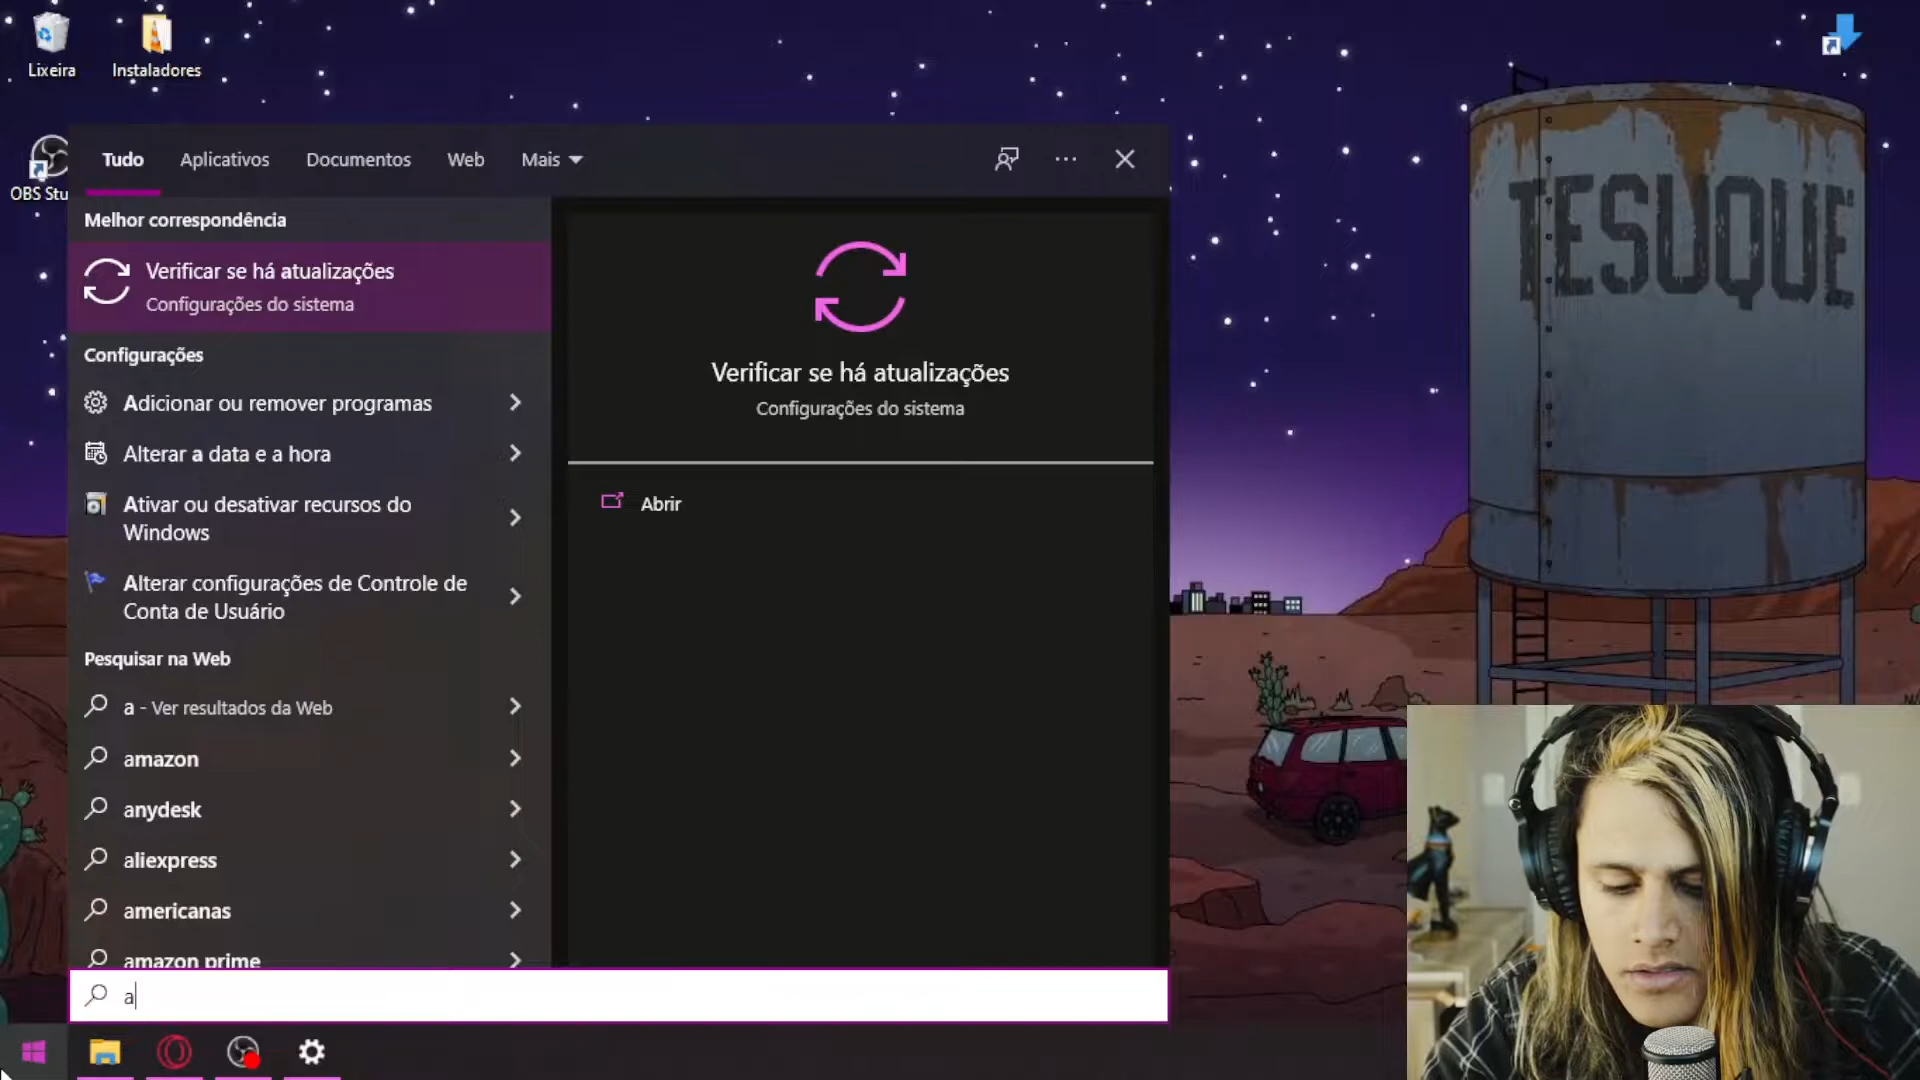 Lixeira
Instaladores
OBS Stu
Tudo
Aplicativos
Documentos
Web
Mais
Melhor correspondência
Verificar se há atualizações
Configurações do sistema
Configurações
Adicionar ou remover programas
Alterar a data e a hora
Ativar ou desativar recursos do
Windows
Alterar configurações de Controle de
Conta de Usuário
Pesquisar na Web
a - Ver resultados da Web
amazon
anydesk
aliexpress
americanas
amazon prime
a
Verificar se há atualizações
Configurações do sistema
Abrir
TESUQUE